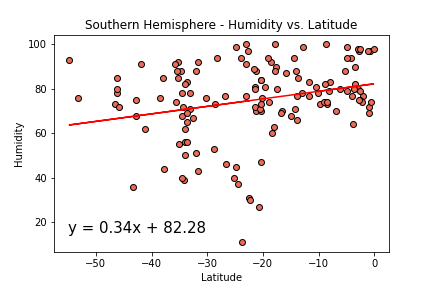 Southern Hemisphere - Humidity vs. Latitude
100
80
60
40
20
Humidity
y = 0.34x + 82.28
−50 −40 −30 −20 −10 0
Latitude